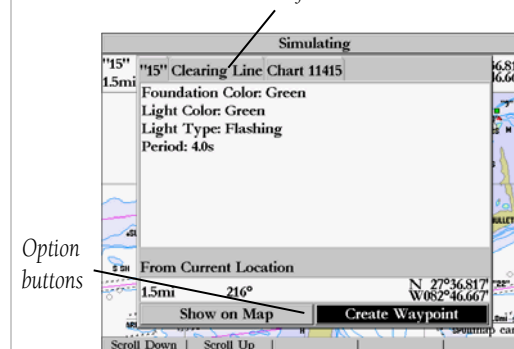 Simulating
"15"
1.5mi
"15" Clearing Line Chart 11415
Foundation Color: Green
Light Color: Green
Light Type: Flashing
Period: 4.0s
From Current Location
1.5mi 216° N 27°36.817' W082°46.667'
Show on Map Create Waypoint
Scroll Down Scroll Up
Option
buttons